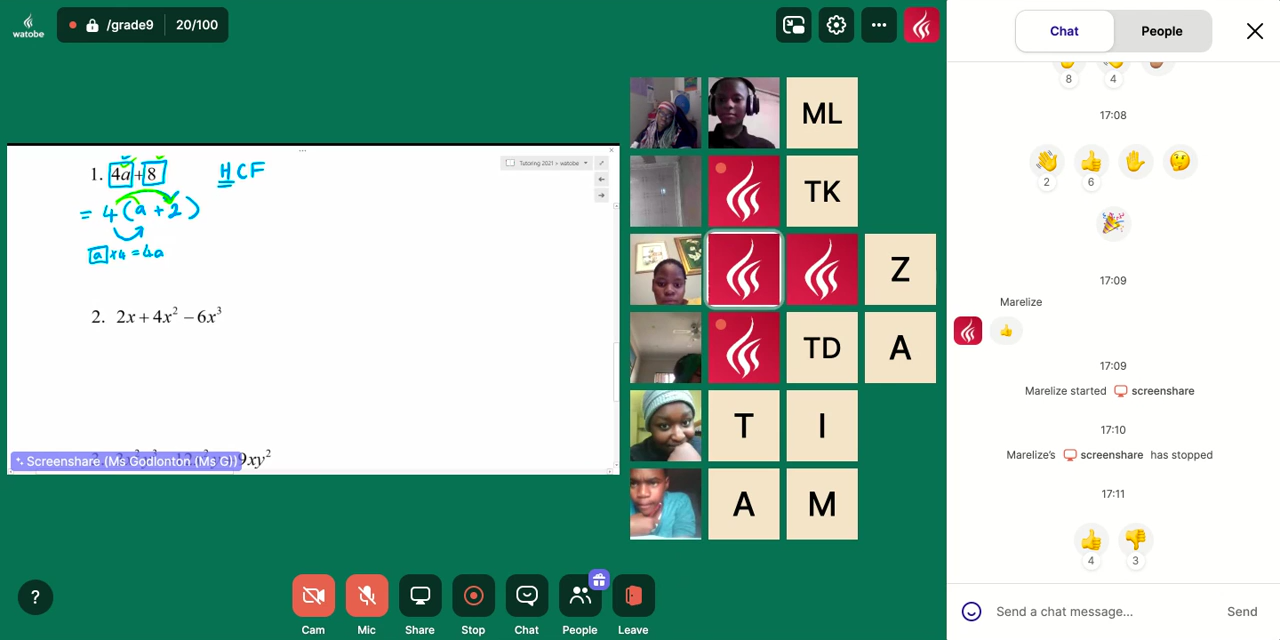 watobe
/grade9 20/100
Chat People
8 4
17:08
2 6
17:09
Marelize
17:09
Marelize started screenshare
17:10
Marelize's screenshare has stopped
17:11
4 3
Send a chat message... Send
Tutoring 2021 » watobe
1. 4a+8 HCF
= 4(a+2)
a×4=4a
2. 2x + 4x² − 6x³
9xy²
Screenshare (Ms Godlonton (Ms G))
ML
TK
Z
TD A
T I
A M
?
Cam Mic Share Stop Chat People Leave